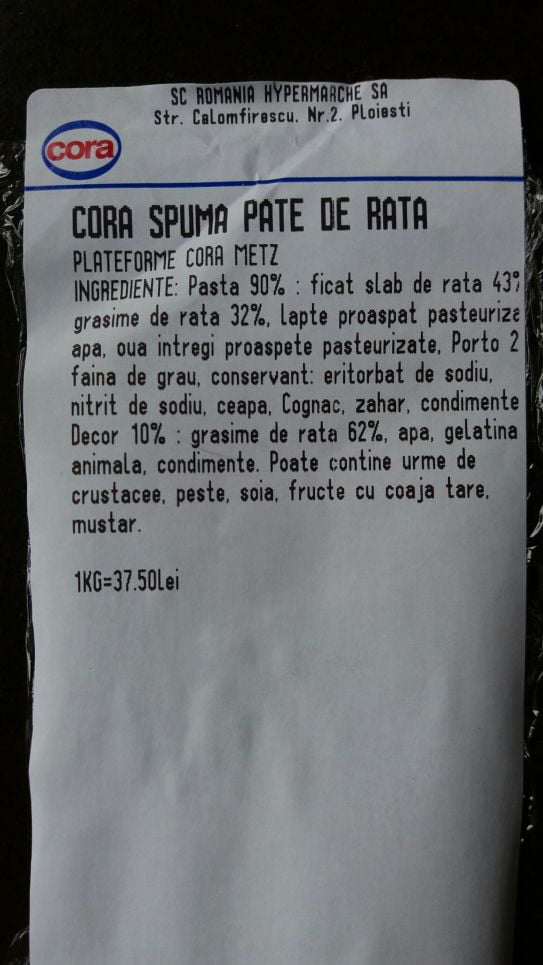 SC ROMANIA HYPERMARCHE SA
Str. Calomfirescu. Nr.2. Ploiesti
cora
CORA SPUMA PATE DE RATA
PLATEFORME CORA METZ
INGREDIENTE: Pasta 90% : ficat slab de rata 43%
grasime de rata 32%, lapte proaspat pasteurize
apa, oua intregi proaspete pasteurizate, Porto 2
faina de grau, conservant: eritorbat de sodiu,
nitrit de sodiu, ceapa, Cognac, zahar, condimente
Decor 10% : grasime de rata 62%, apa, gelatina
animala, condimente. Poate contine urme de
crustacee, peste, soia, fructe cu coaja tare,
mustar.
1KG=37.50Lei